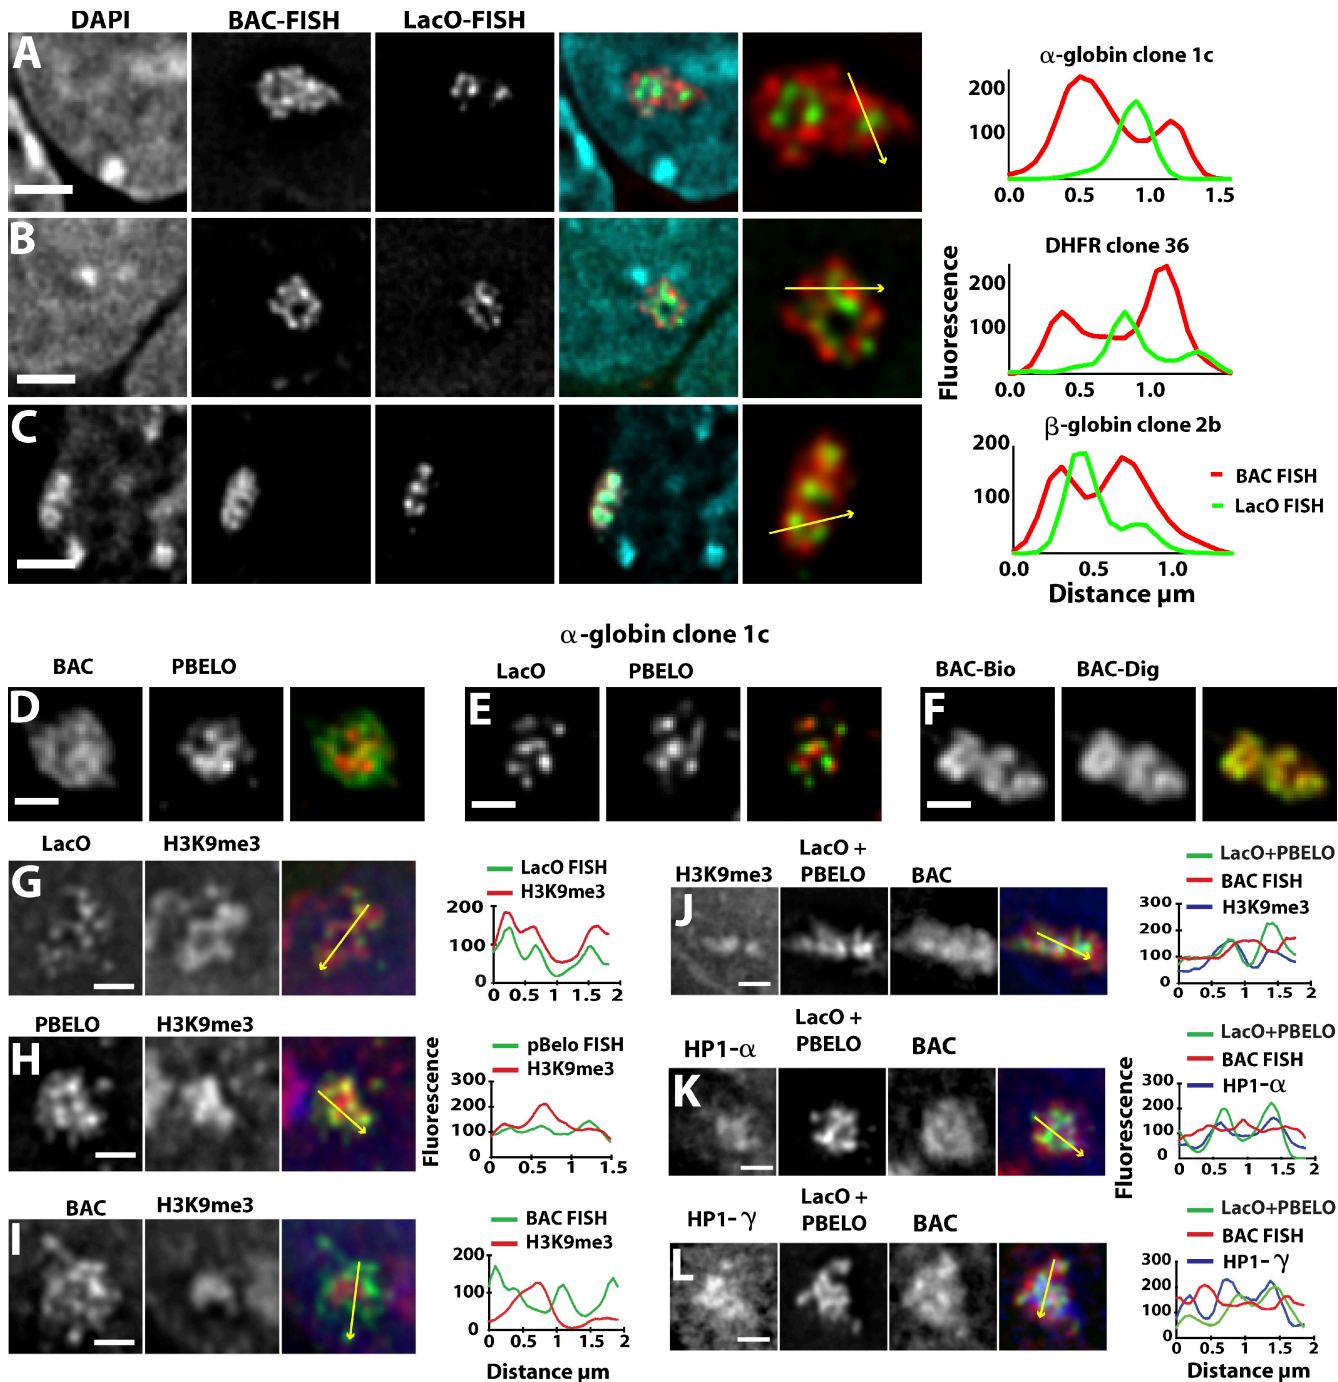 DAPI BAC-FISH LacO-FISH
A
α-globin clone 1c
200
100
0.0 0.5 1.0 1.5
B
DHFR clone 36
200
100
0.0 0.5 1.0
Fluorescence
C
β-globin clone 2b
200
100
0.0 0.5 1.0
Distance µm
BAC FISH
LacO FISH
α-globin clone 1c
BAC PBELO
D
LacO PBELO
E
BAC-Bio BAC-Dig
F
LacO H3K9me3
G
LacO FISH
H3K9me3
200
100
0
0 0.5 1 1.5 2
PBELO H3K9me3
H
Fluorescence
pBelo FISH
H3K9me3
300
200
100
0
0 0.5 1 1.5
BAC H3K9me3
I
BAC FISH
H3K9me3
200
100
0
0 0.5 1 1.5 2
Distance µm
H3K9me3 LacO + PBELO BAC
J
LacO+PBELO
BAC FISH
H3K9me3
300
200
100
0
0 0.5 1 1.5 2
HP1-α LacO + PBELO BAC
K
Fluorescence
LacO+PBELO
BAC FISH
HP1-α
300
200
100
0
0 0.5 1 1.5 2
HP1-γ LacO + PBELO BAC
L
LacO+PBELO
BAC FISH
HP1-γ
300
200
100
0
0 0.5 1 1.5 2
Distance µm